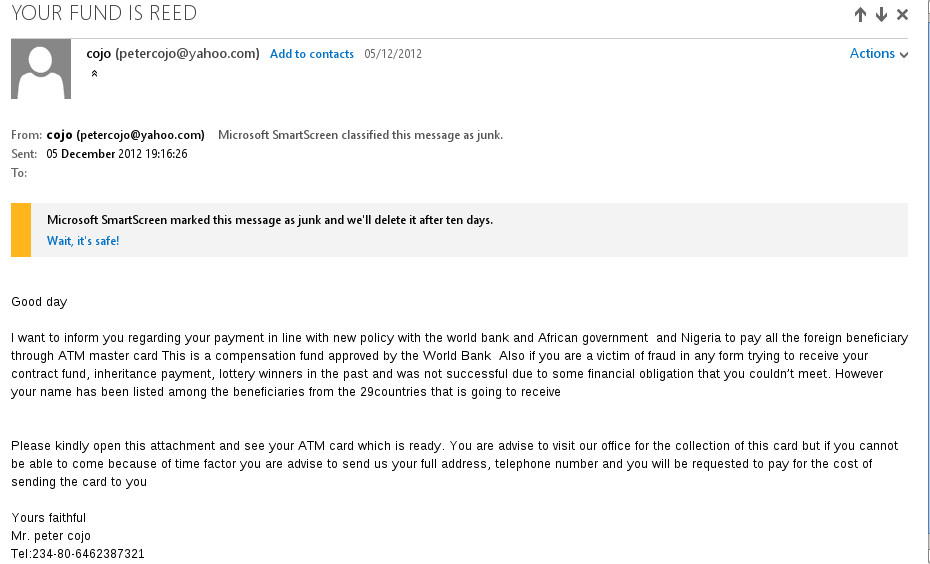 YOUR FUND IS REED
cojo (petercojo@yahoo.com) Add to contacts 05/12/2012
Actions
From: cojo (petercojo@yahoo.com) Microsoft SmartScreen classified this message as junk.
Sent: 05 December 2012 19:16:26
To:
Microsoft SmartScreen marked this message as junk and we'll delete it after ten days.
Wait, it's safe!
Good day
I want to inform you regarding your payment in line with new policy with the world bank and African government and Nigeria to pay all the foreign beneficiary
through ATM master card This is a compensation fund approved by the World Bank Also if you are a victim of fraud in any form trying to receive your
contract fund, inheritance payment, lottery winners in the past and was not successful due to some financial obligation that you couldn't meet. However
your name has been listed among the beneficiaries from the 29countries that is going to receive
Please kindly open this attachment and see your ATM card which is ready. You are advise to visit our office for the collection of this card but if you cannot
be able to come because of time factor you are advise to send us your full address, telephone number and you will be requested to pay for the cost of
sending the card to you
Yours faithful
Mr. peter cojo
Tel:234-80-6462387321